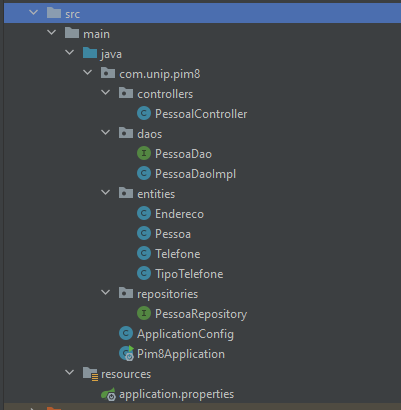 src
main
java
com.unip.pim8
controllers
PessoalController
daos
I PessoaDao
C PessoaDaoImpl
entities
C Endereco
C Pessoa
C Telefone
C TipoTelefone
repositories
I PessoaRepository
C ApplicationConfig
Pim8Application
resources
application.properties